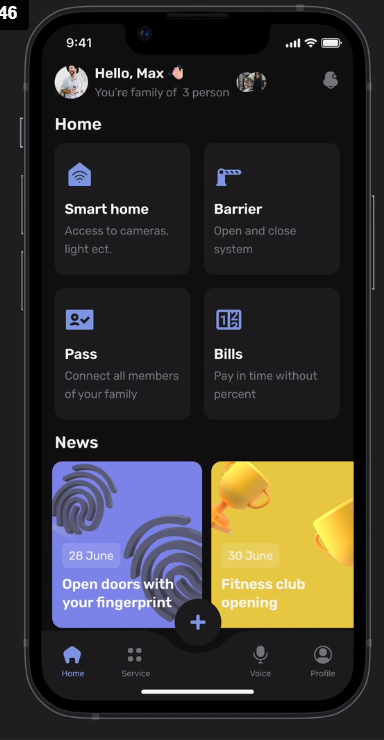 46
9:41
Hello, Max 👋🏻
You're family of 3 person
Home
Smart home
Access to cameras,
light ect.
Barrier
Open and close
system
Pass
Connect all members
of your family
Bills
Pay in time without
percent
News
28 June
Open doors with
your fingerprint
30 June
Fitness club
opening
Home
Service
Voice
Profile